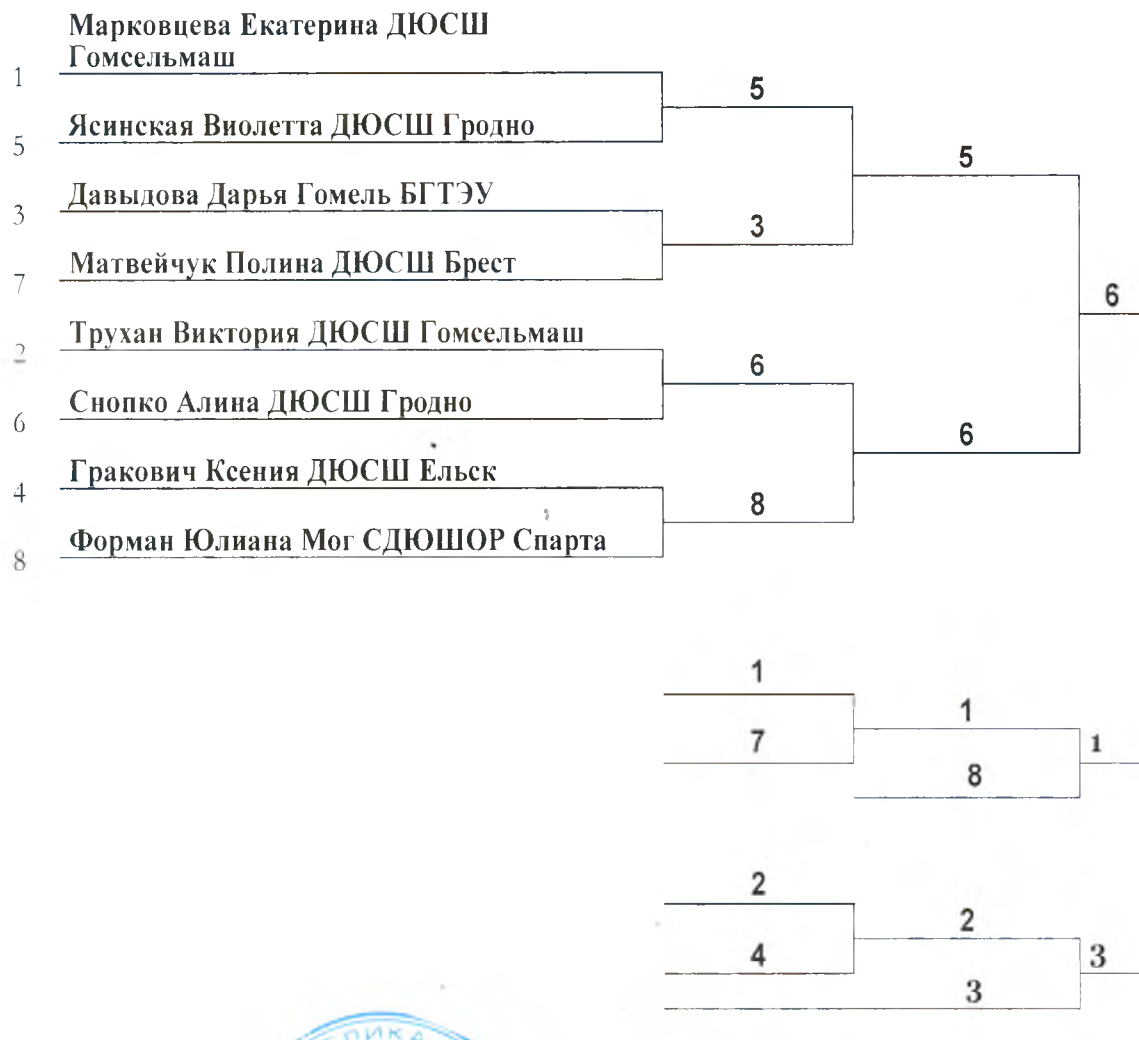 Марковцева Екатерина ДЮСШ
Гомсельмаш
1
5
Ясинская Виолетта ДЮСШ Гродно
5
5
Давыдова Дарья Гомель БГТЭУ
3
3
Матвейчук Полина ДЮСШ Брест
7
6
Трухан Виктория ДЮСШ Гомсельмаш
2
6
Снопко Алина ДЮСШ Гродно
6
6
Гракович Ксения ДЮСШ Ельск
4
8
Форман Юлиана Мог СДЮШОР Спарта
8
1
1
7
1
8
2
2
4
3
3